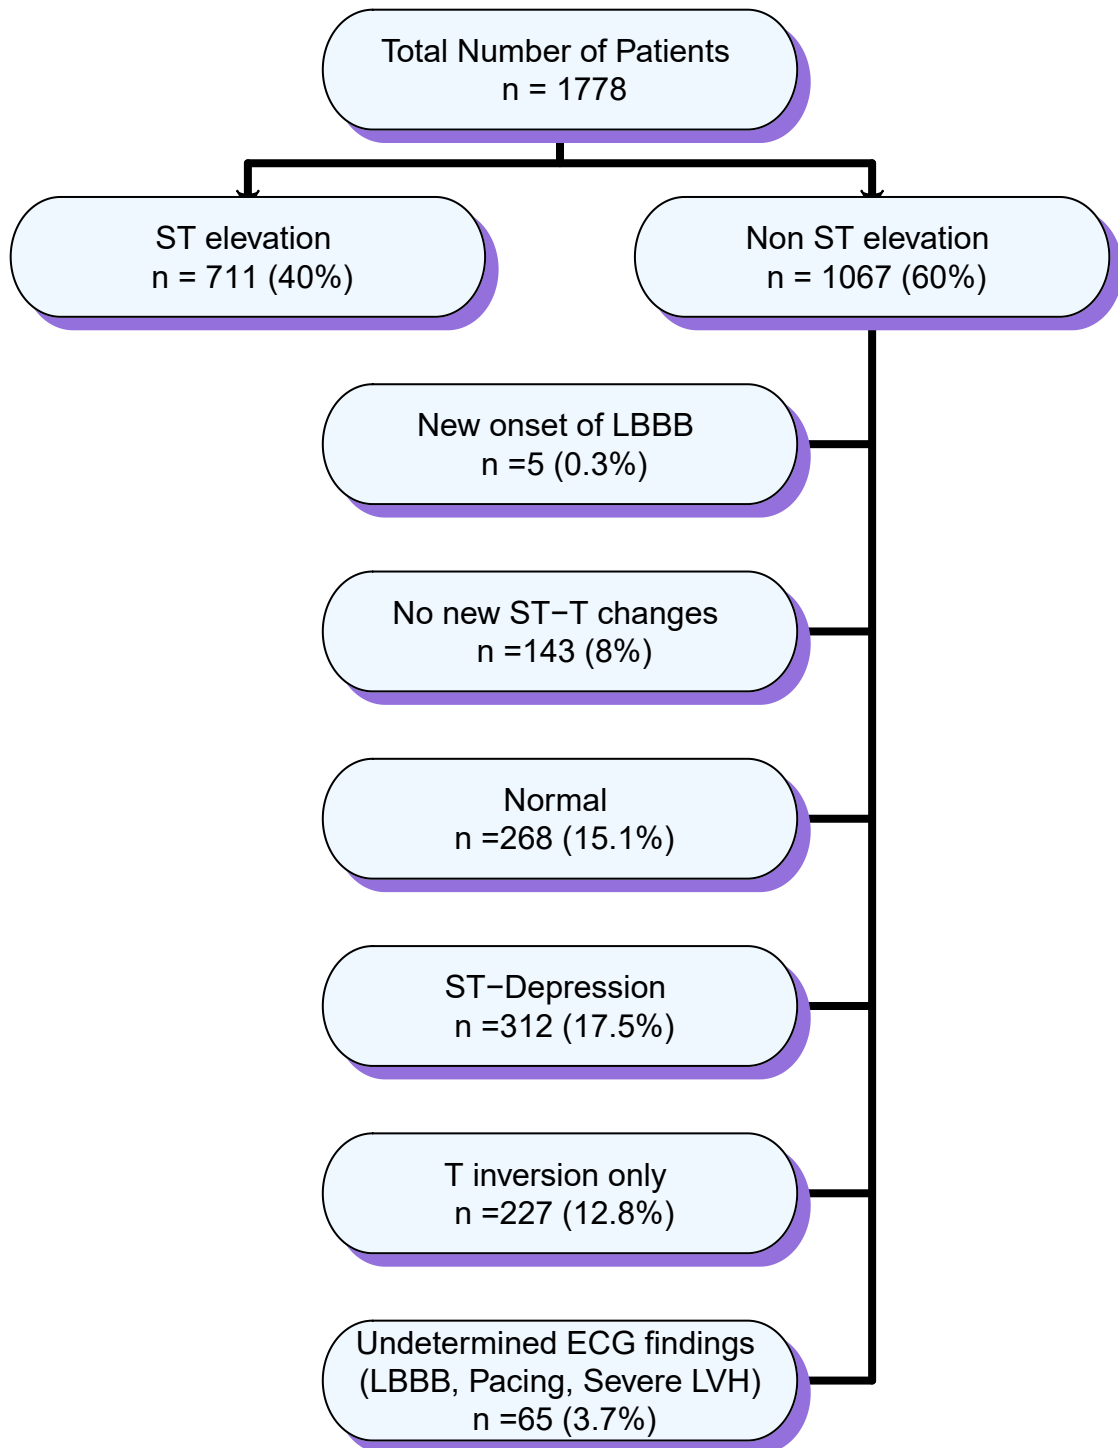 Total Number of Patients
n = 1778
ST elevation
n = 711 (40%)
Non ST elevation
n = 1067 (60%)
New onset of LBBB
n =5 (0.3%)
No new ST−T changes
n =143 (8%)
Normal
n =268 (15.1%)
ST−Depression
n =312 (17.5%)
T inversion only
n =227 (12.8%)
Undetermined ECG findings
(LBBB, Pacing, Severe LVH)
n =65 (3.7%)